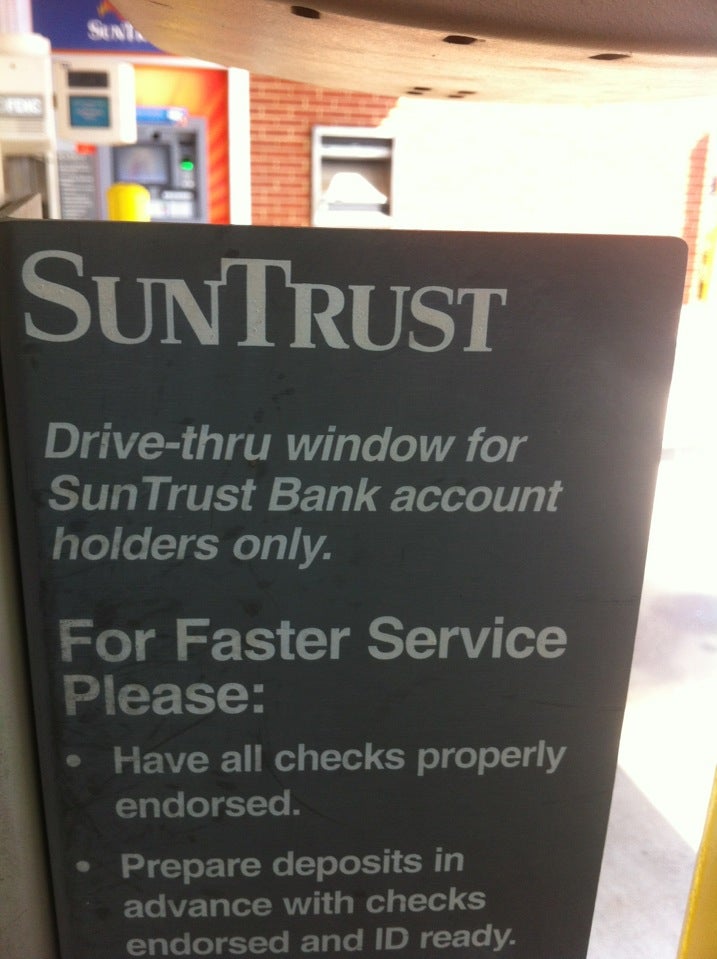 SUNTRUST
Drive-thru window for
SunTrust Bank account
holders only.
For Faster Service
Please:
• Have all checks properly
endorsed.
• Prepare deposits in
advance with checks
endorsed and ID ready.